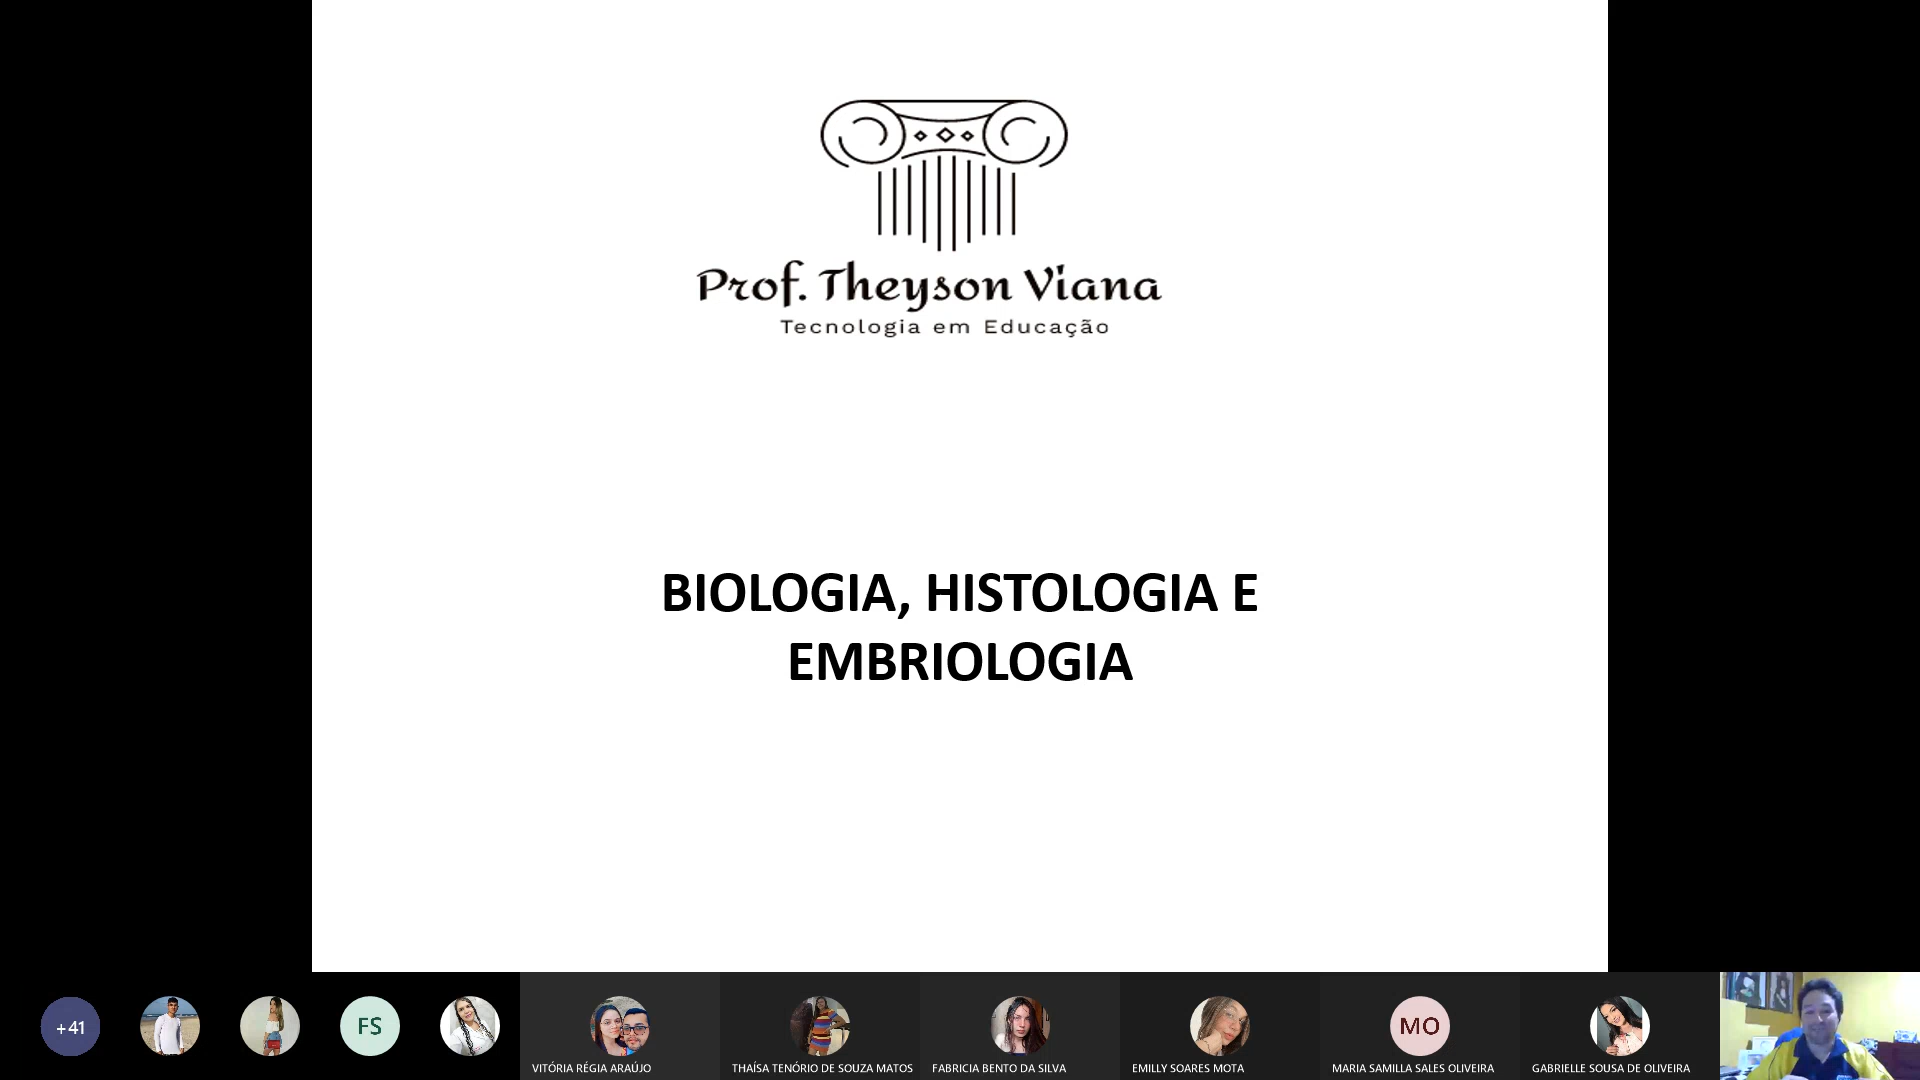 Prof. Theyson Viana
Tecnologia em Educação
BIOLOGIA, HISTOLOGIA E
EMBRIOLOGIA
+41
FS
MO
VITÓRIA RÉGIA ARAÚJO
THAÍSA TENÓRIO DE SOUZA MATOS
FABRICIA BENTO DA SILVA
EMILLY SOARES MOTA
MARIA SAMILLA SALES OLIVEIRA
GABRIELLE SOUSA DE OLIVEIRA